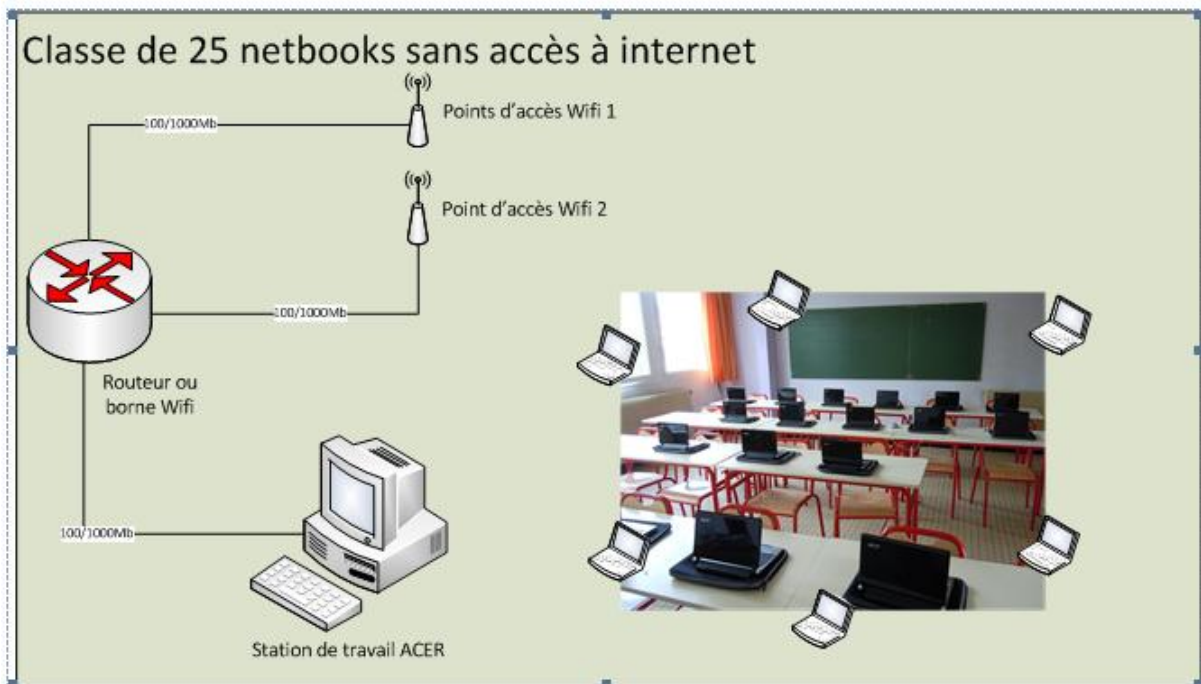 Classe de 25 netbooks sans accès à internet
Points d'accès Wifi 1
100/1000Mb
Point d'accès Wifi 2
100/1000Mb
Routeur ou
borne Wifi
100/1000Mb
Station de travail ACER